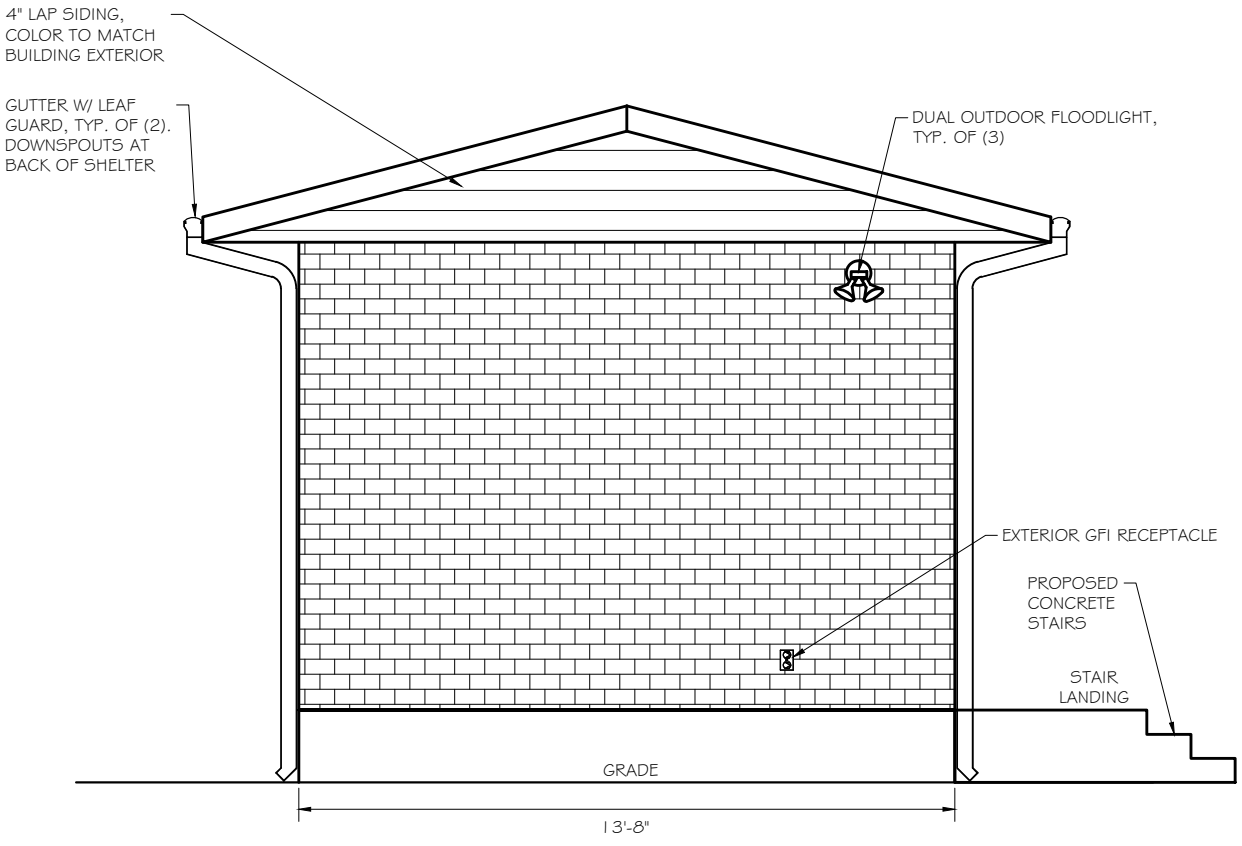 4" LAP SIDING,
COLOR TO MATCH
BUILDING EXTERIOR
GUTTER W/ LEAF
GUARD, TYP. OF (2).
DOWNSPOUTS AT
BACK OF SHELTER
DUAL OUTDOOR FLOODLIGHT,
TYP. OF (3)
EXTERIOR GFI RECEPTACLE
PROPOSED
CONCRETE
STAIRS
STAIR
LANDING
GRADE
13'-8"